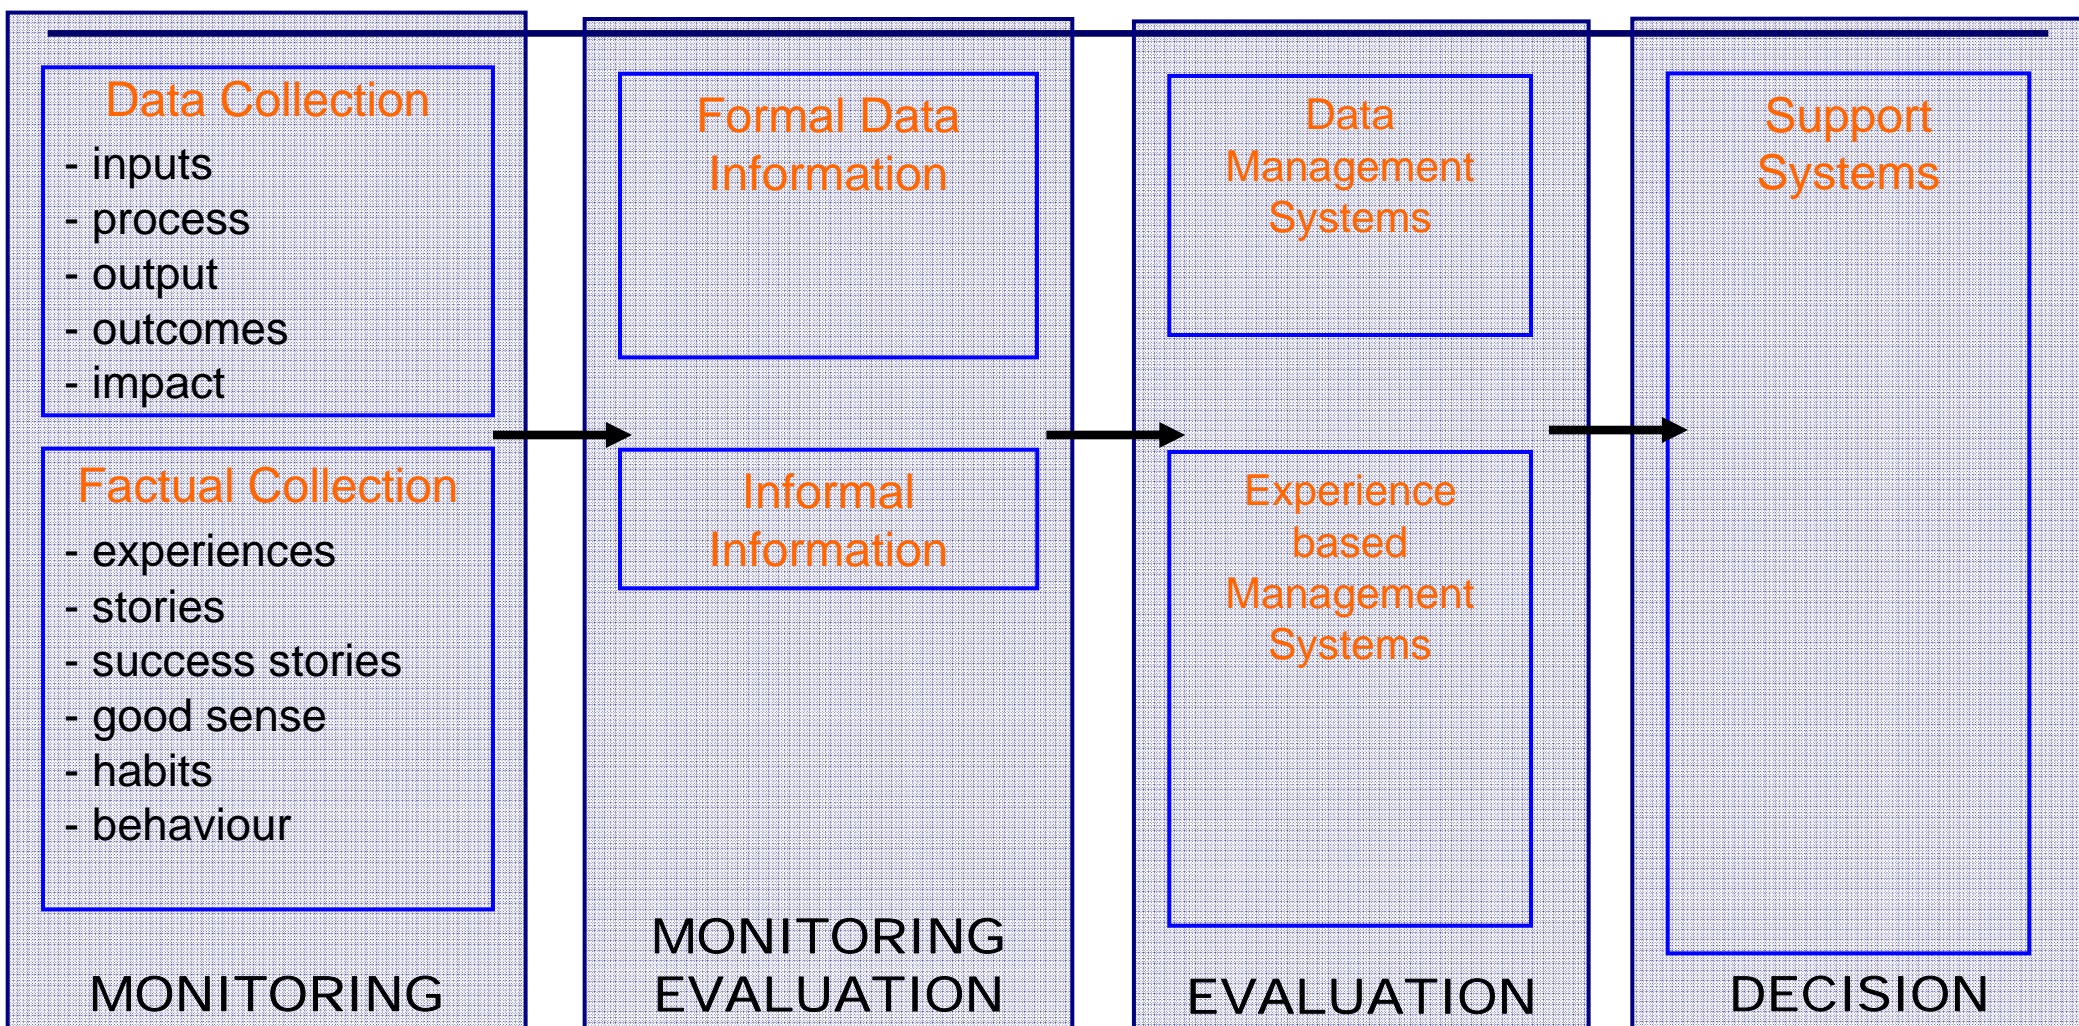 Data Collection
- inputs
- process
- output
- outcomes
- impact
Factual Collection
- experiences
- stories
- success stories
- good sense
- habits
- behaviour
MONITORING
Formal Data
Information
Informal
Information
MONITORING
EVALUATION
Data
Management
Systems
Experience
based
Management
Systems
EVALUATION
Support
Systems
DECISION